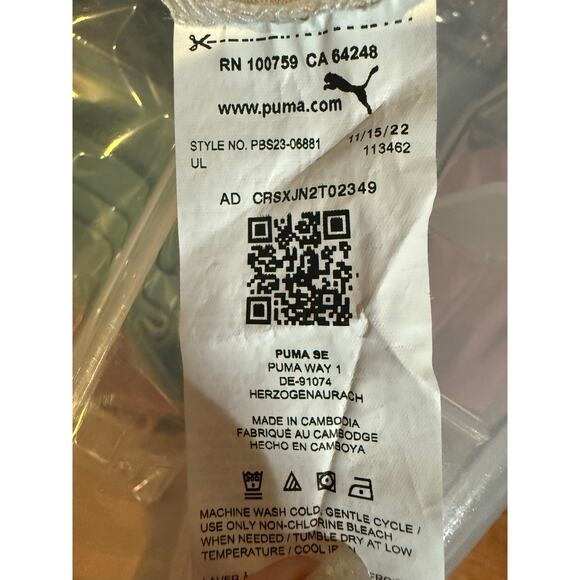 RN 100759 CA 64248
www.puma.com
STYLE NO. PBS23-06881 11/15/22
UL 113462
AD CRSXJN2T02349
PUMA SE
PUMA WAY 1
DE-91074
HERZOGENAURACH
MADE IN CAMBODIA
FABRIQUÉ AU CAMBODGE
HECHO EN CAMBOYA
MACHINE WASH COLD, GENTLE CYCLE /
USE ONLY NON-CHLORINE BLEACH
WHEN NEEDED / TUMBLE DRY AT LOW
TEMPERATURE / COOL